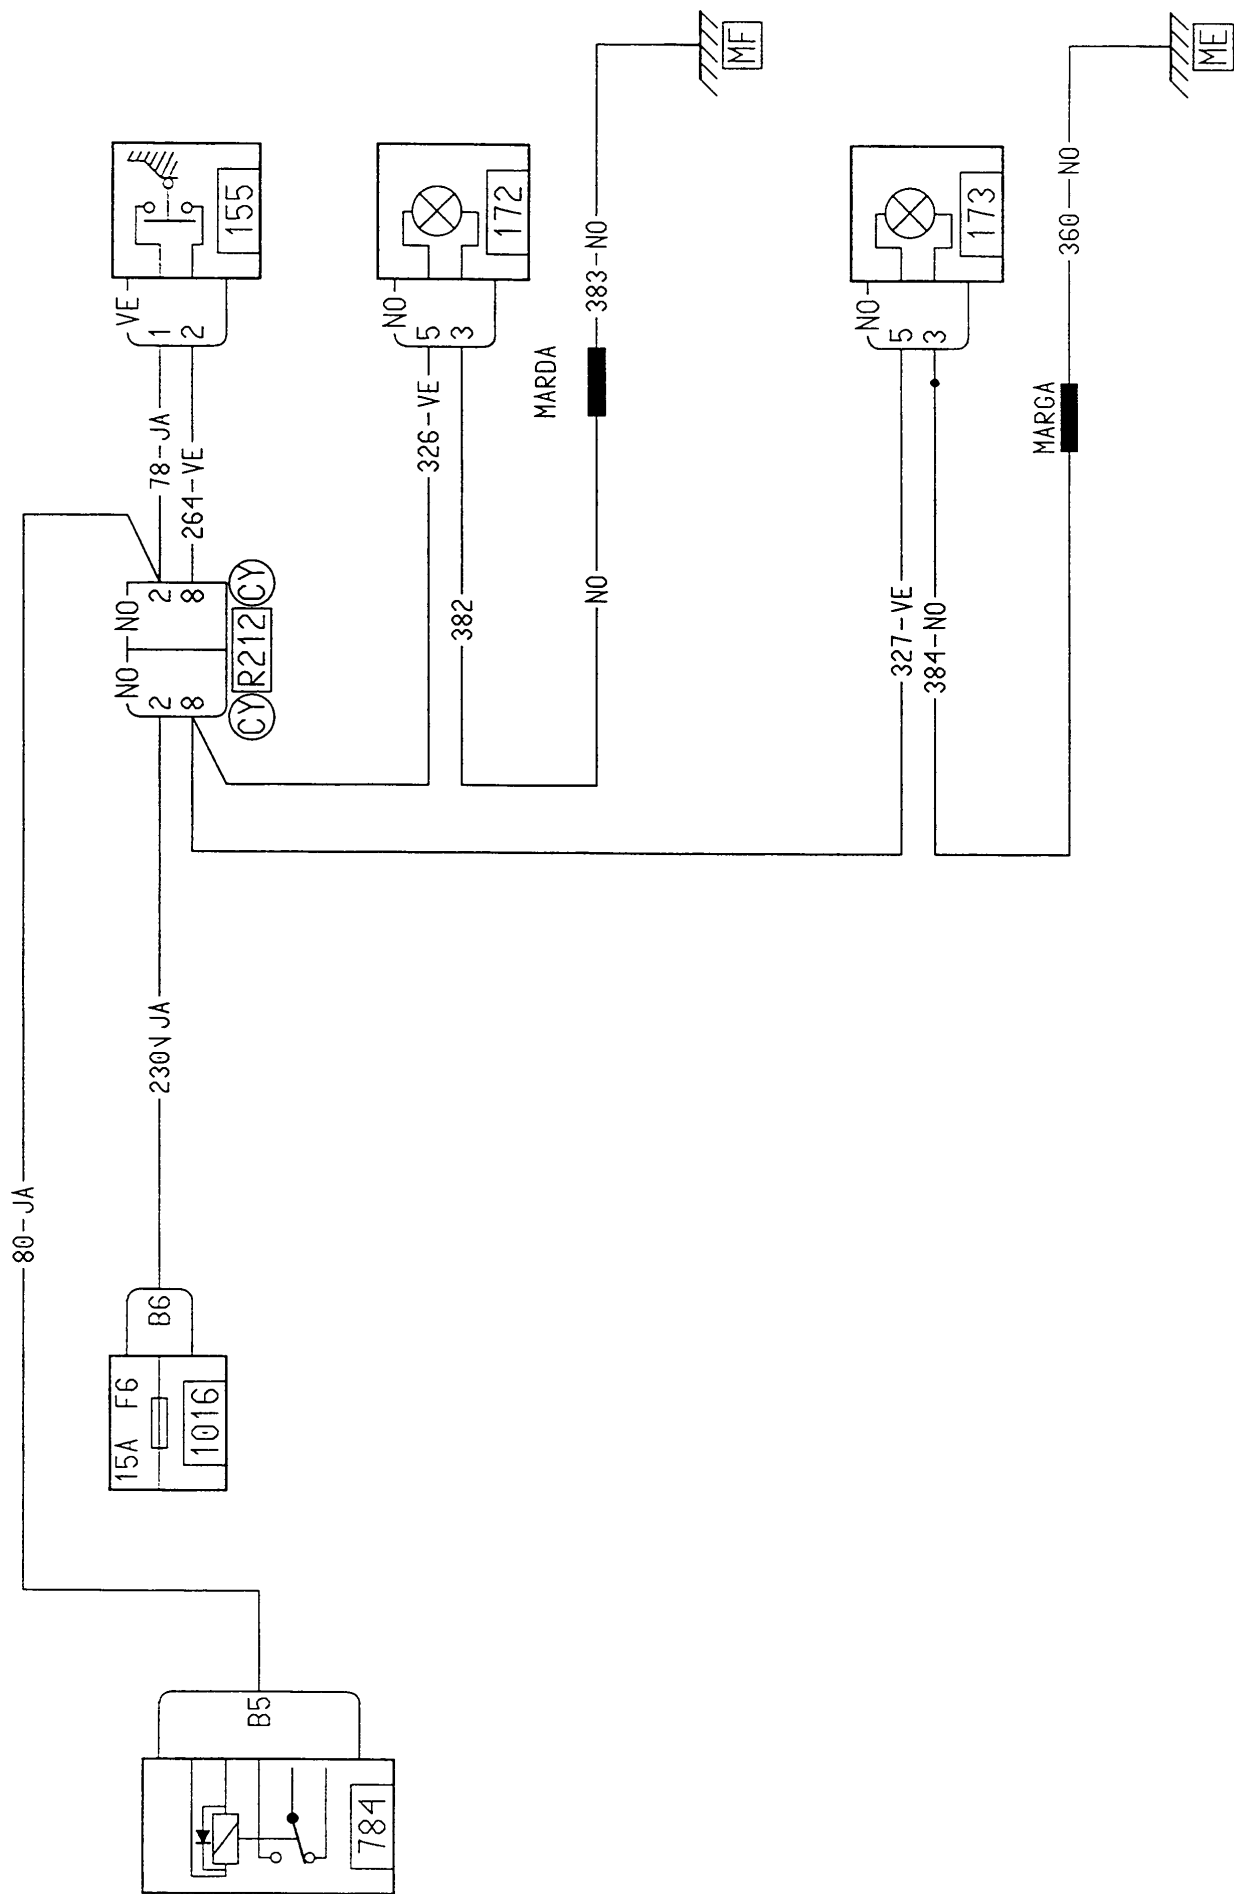 80-JA
784
B5
15A F6
1016
B6
230N JA
NO
NO
2
2
8
8
CY
R212
CY
78-JA
264-VE
VE
1
2
155
326-VE
382
NO
5
3
172
NO
MARDA
383-NO
MF
327-VE
384-NO
NO
5
3
173
MARGA
360-NO
ME